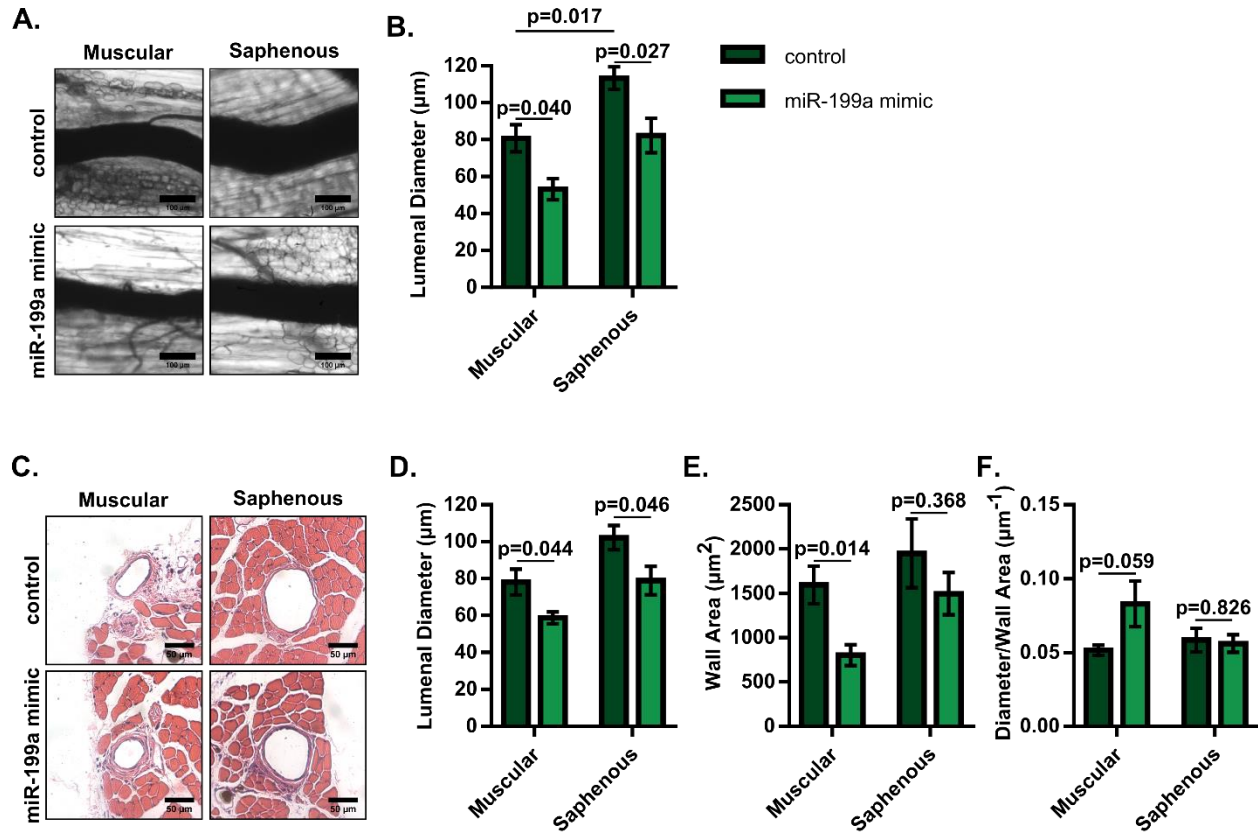 A.
Muscular Saphenous
control
100 µm
100 µm
miR-199a mimic
100 µm
100 µm
B.
p=0.017
p=0.027
p=0.040
Lumenal Diameter (µm)
120
100
80
60
40
20
0
Muscular
Saphenous
control
miR-199a mimic
C.
Muscular Saphenous
control
50 µm
50 µm
miR-199a mimic
50 µm
50 µm
D.
p=0.046
p=0.044
Lumenal Diameter (µm)
120
100
80
60
40
20
0
Muscular
Saphenous
E.
p=0.368
p=0.014
Wall Area (µm²)
2500
2000
1500
1000
500
0
Muscular
Saphenous
F.
p=0.059
p=0.826
Diameter/Wall Area (µm⁻¹)
0.15
0.10
0.05
0.00
Muscular
Saphenous